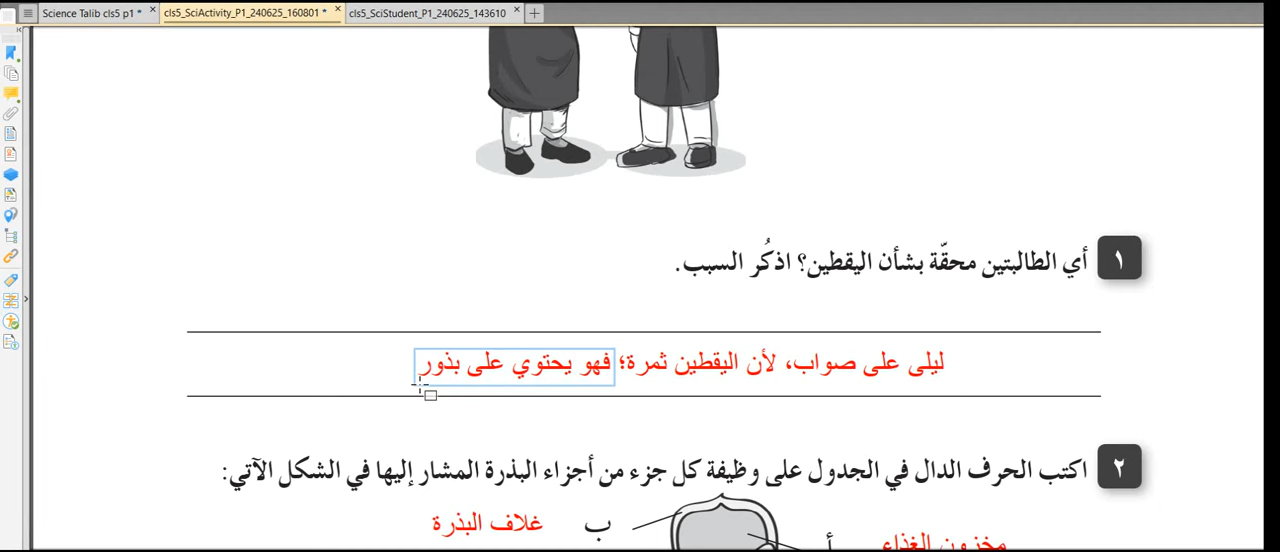 Science Talib cls5 p1 * cls5_SciActivity_P1_240625_160801 * cls5_SciStudent_P1_240625_143610
١ أي الطالبتين محقّة بشأن اليقطين؟ اذكُر السبب.
ليلى على صواب، لأن اليقطين ثمرة؛ فهو يحتوي على بذور
٢ اكتب الحرف الدال في الجدول على وظيفة كل جزء من أجزاء البذرة المشار إليها في الشكل الآتي:
ب غلاف البذرة
مخزون الغذاء أ